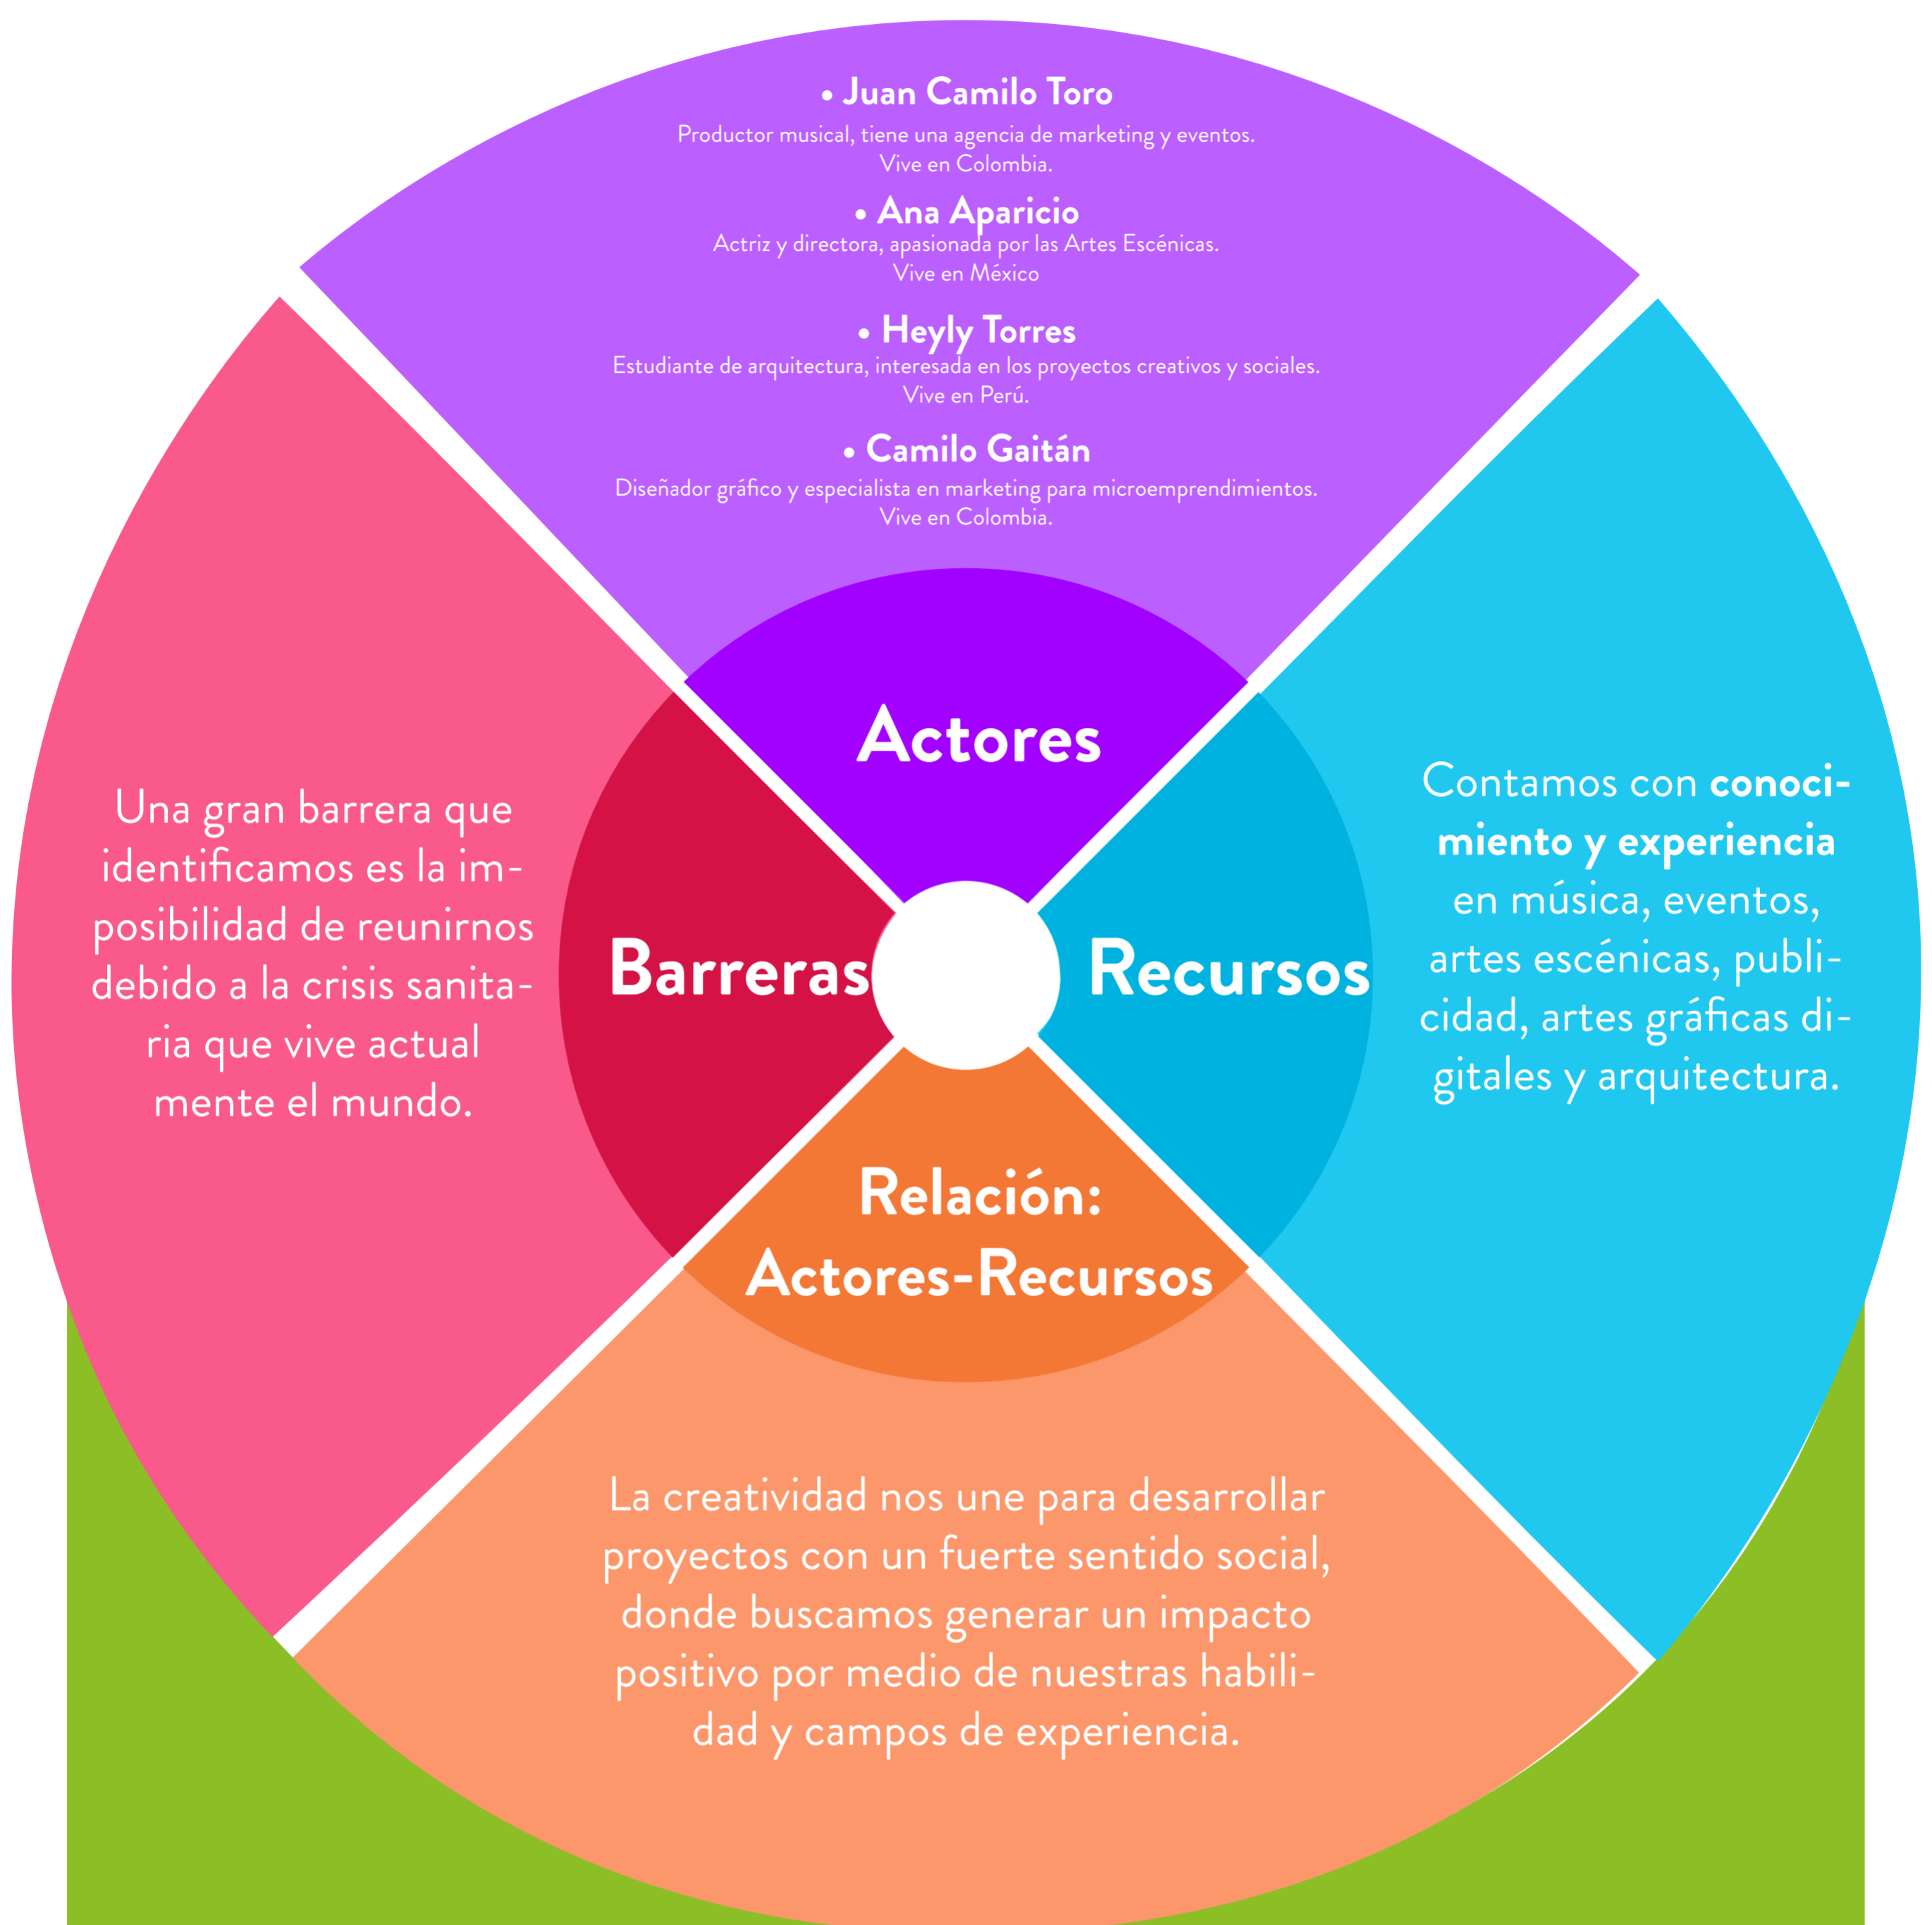 • Juan Camilo Toro
Productor musical, tiene una agencia de marketing y eventos.
Vive en Colombia.
• Ana Aparicio
Actriz y directora, apasionada por las Artes Escénicas.
Vive en México
• Heyly Torres
Estudiante de arquitectura, interesada en los proyectos creativos y sociales.
Vive en Perú.
• Camilo Gaitán
Diseñador gráfico y especialista en marketing para microemprendimientos.
Vive en Colombia.
Actores
Una gran barrera que
identificamos es la im-
posibilidad de reunirnos
debido a la crisis sanita-
ria que vive actual
mente el mundo.
Barreras
Recursos
Contamos con conoci-
miento y experiencia
en música, eventos,
artes escénicas, publi-
cidad, artes gráficas di-
gitales y arquitectura.
Relación:
Actores-Recursos
La creatividad nos une para desarrollar
proyectos con un fuerte sentido social,
donde buscamos generar un impacto
positivo por medio de nuestras habili-
dad y campos de experiencia.